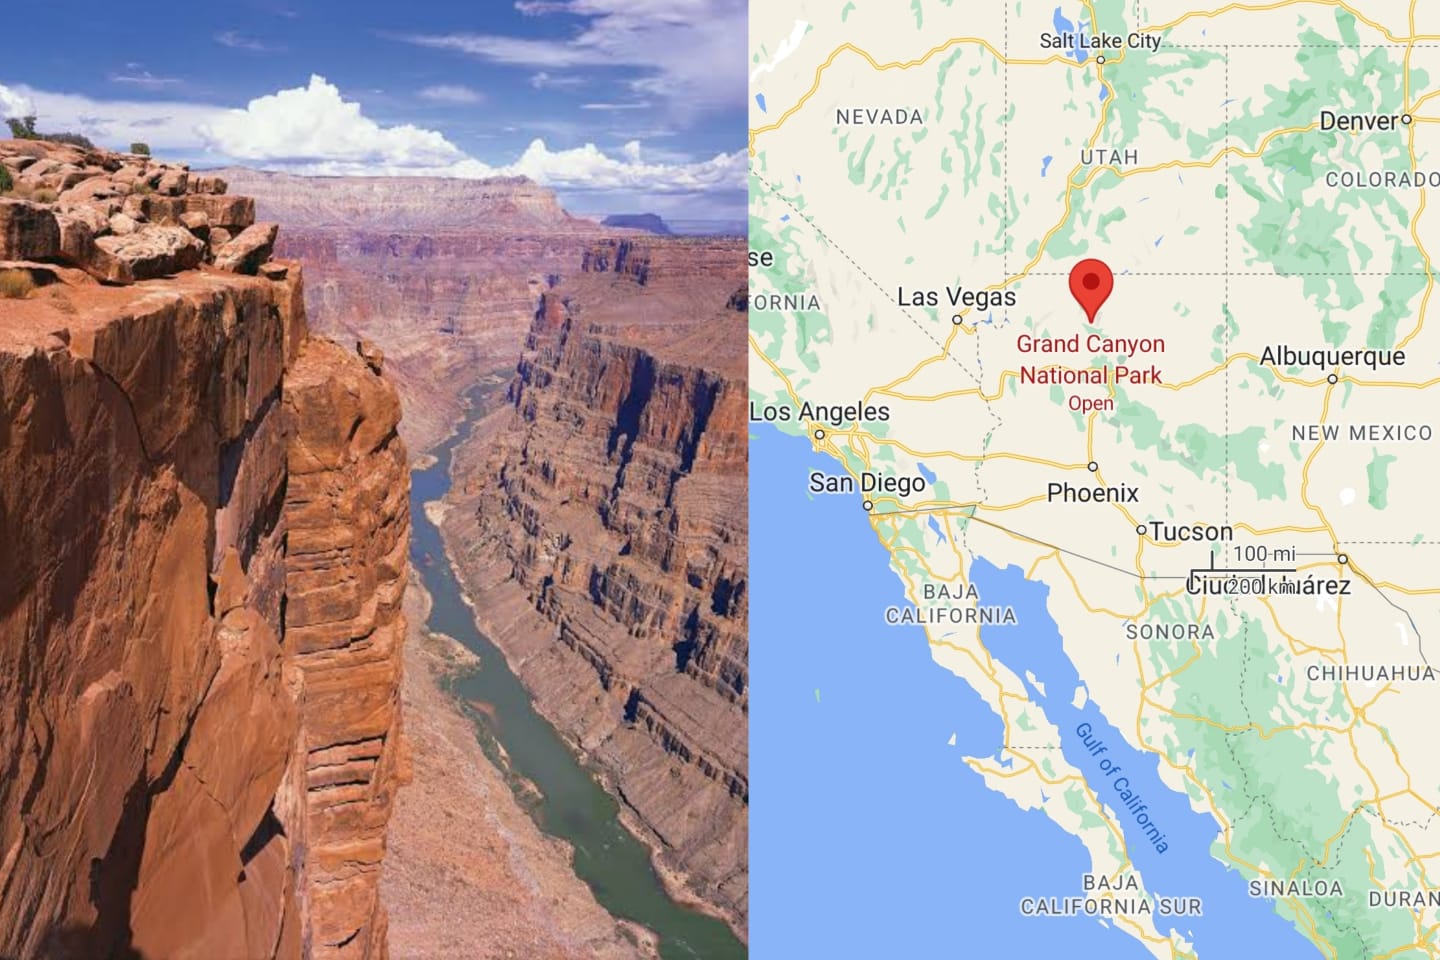 Salt Lake City
NEVADA
Denver
UTAH
COLORADO
se
Las Vegas
ORNIA
Grand Canyon
National Park
Open
Albuquerque
Los Angeles
NEW MEXICO
San Diego
Phoenix
Tucson
100 mi
200 km
Ciudad Juárez
BAJA
CALIFORNIA
SONORA
CHIHUAHUA
Gulf of California
BAJA
CALIFORNIA SUR
SINALOA
DURAN